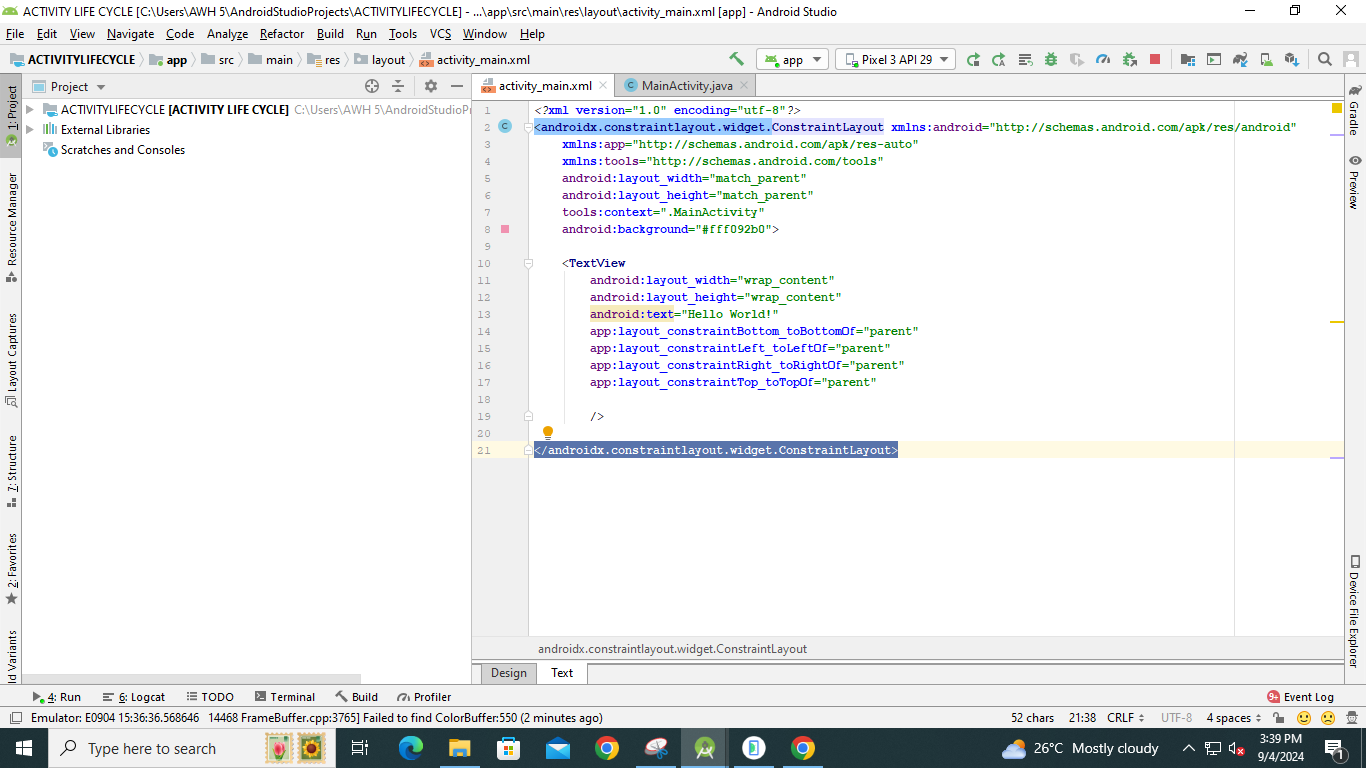 ACTIVITY LIFE CYCLE [C:\Users\AWH 5\AndroidStudioProjects\ACTIVITYLIFECYCLE] - ...\app\src\main\res\layout\activity_main.xml [app] - Android Studio
File Edit View Navigate Code Analyze Refactor Build Run Tools VCS Window Help
ACTIVITYLIFECYCLE app src main res layout activity_main.xml app Pixel 3 API 29
Project
activity_main.xml MainActivity.java
ACTIVITYLIFECYCLE [ACTIVITY LIFE CYCLE] C:\Users\AWH 5\AndroidStudioPr
External Libraries
Scratches and Consoles
1: Project
Resource Manager
Layout Captures
7: Structure
2: Favorites
ld Variants
1 <?xml version="1.0" encoding="utf-8"?>
2 <androidx.constraintlayout.widget.ConstraintLayout xmlns:android="http://schemas.android.com/apk/res/android"
3 xmlns:app="http://schemas.android.com/apk/res-auto"
4 xmlns:tools="http://schemas.android.com/tools"
5 android:layout_width="match_parent"
6 android:layout_height="match_parent"
7 tools:context=".MainActivity"
8 android:background="#fff092b0">
9
10 <TextView
11 android:layout_width="wrap_content"
12 android:layout_height="wrap_content"
13 android:text="Hello World!"
14 app:layout_constraintBottom_toBottomOf="parent"
15 app:layout_constraintLeft_toLeftOf="parent"
16 app:layout_constraintRight_toRightOf="parent"
17 app:layout_constraintTop_toTopOf="parent"
18
19 />
20
21 </androidx.constraintlayout.widget.ConstraintLayout>
Gradle
Preview
Device File Explorer
androidx.constraintlayout.widget.ConstraintLayout
Design Text
4: Run 6: Logcat TODO Terminal Build Profiler 9+ Event Log
Emulator: E0904 15:36:36.568646 14468 FrameBuffer.cpp:3765] Failed to find ColorBuffer:550 (2 minutes ago) 52 chars 21:38 CRLF UTF-8 4 spaces
Type here to search 26°C Mostly cloudy 3:39 PM
9/4/2024 1